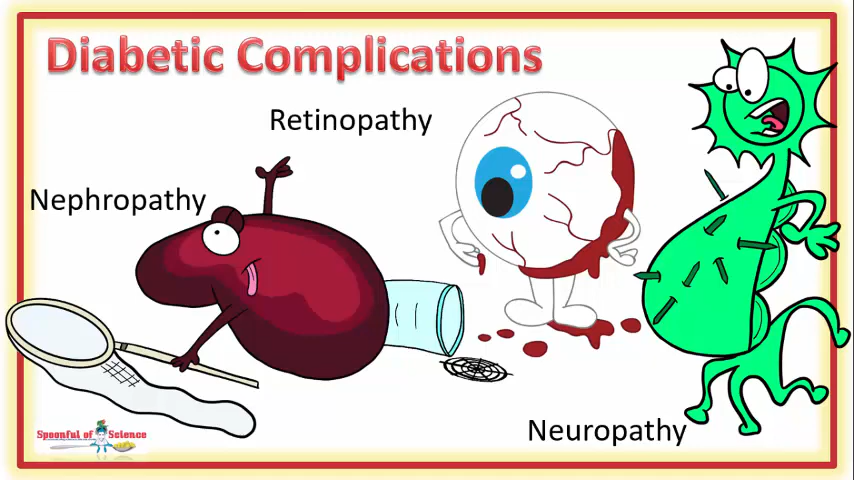 Diabetic Complications
Retinopathy
Nephropathy
Neuropathy
Spoonful of Science